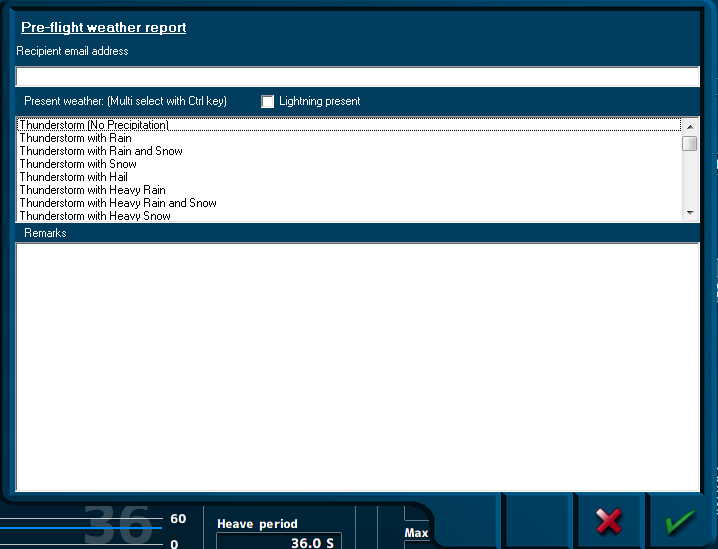 Pre-flight weather report
Recipient email address
Present weather: (Multi select with Ctrl key)
Lightning present
Thunderstorm (No Precipitation)
Thunderstorm with Rain
Thunderstorm with Rain and Snow
Thunderstorm with Snow
Thunderstorm with Hail
Thunderstorm with Heavy Rain
Thunderstorm with Heavy Rain and Snow
Thunderstorm with Heavy Snow
Remarks
36
60
0
Heave period
36.0 S
Max